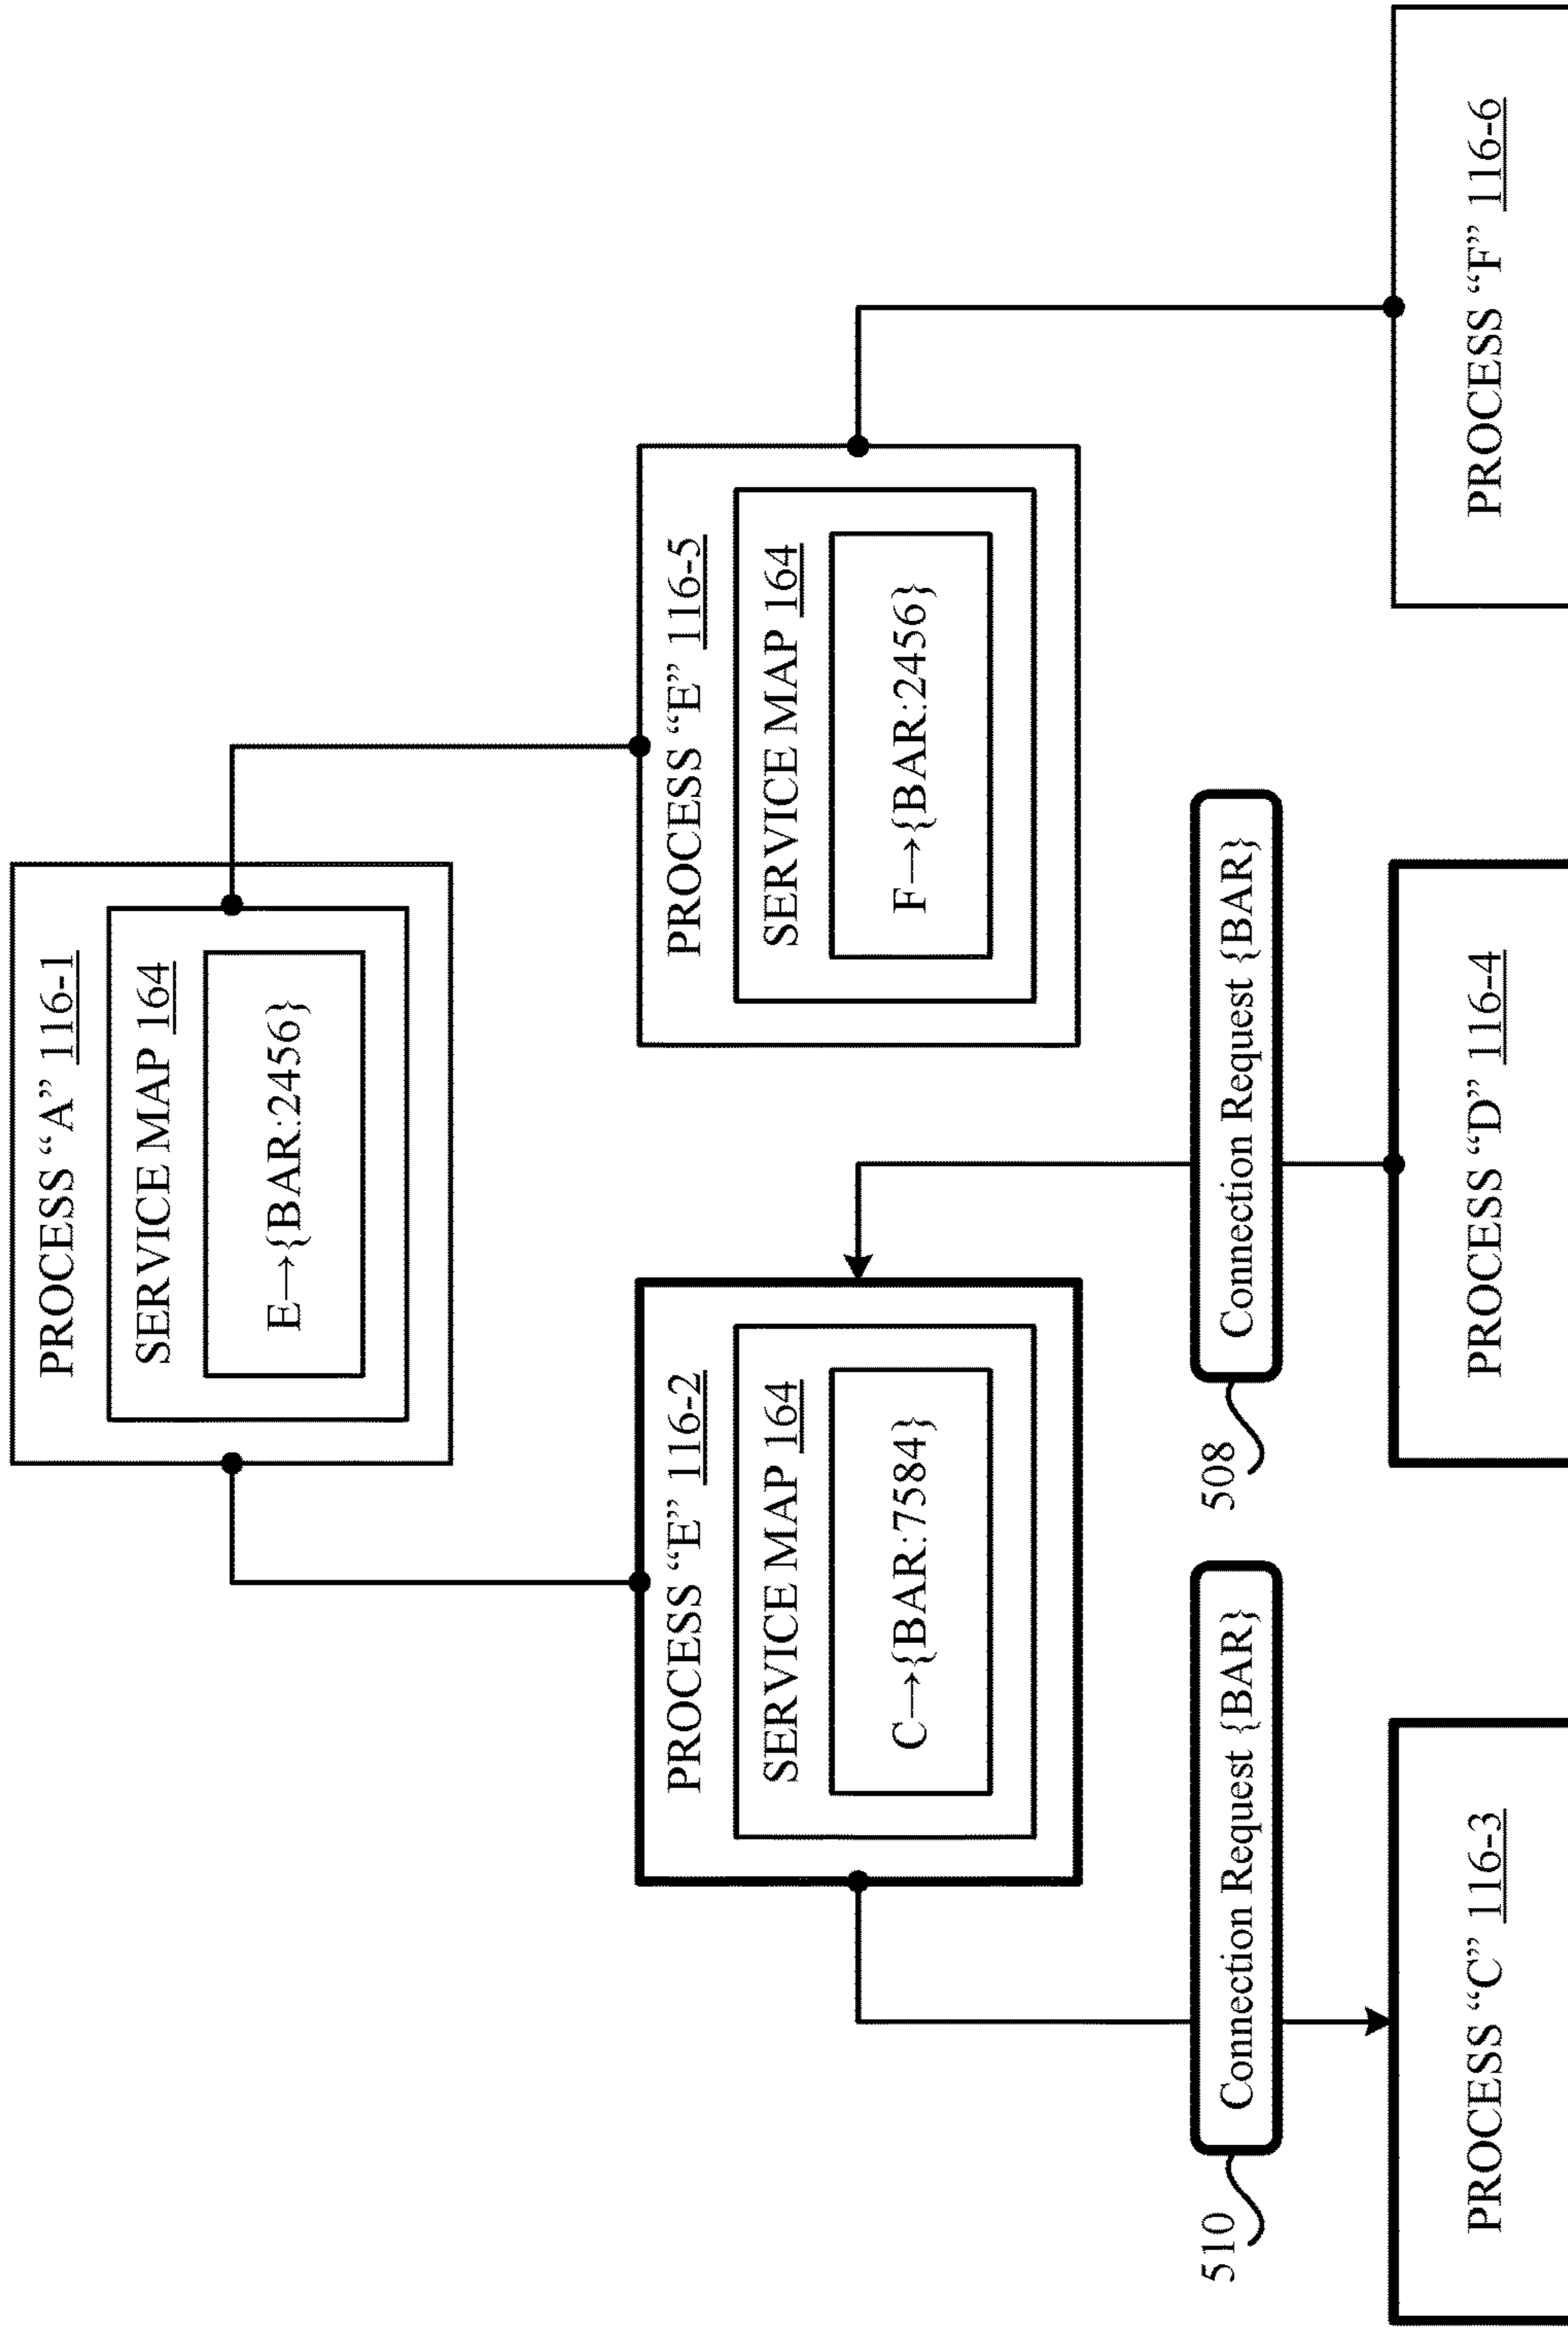 PROCESS “A” 116-1
SERVICE MAP 164
E→{BAR:2456}
PROCESS “E” 116-2
SERVICE MAP 164
C→{BAR:7584}
PROCESS “E” 116-5
SERVICE MAP 164
F→{BAR:2456}
510
Connection Request {BAR}
508
Connection Request {BAR}
PROCESS “C” 116-3
PROCESS “D” 116-4
PROCESS “F” 116-6